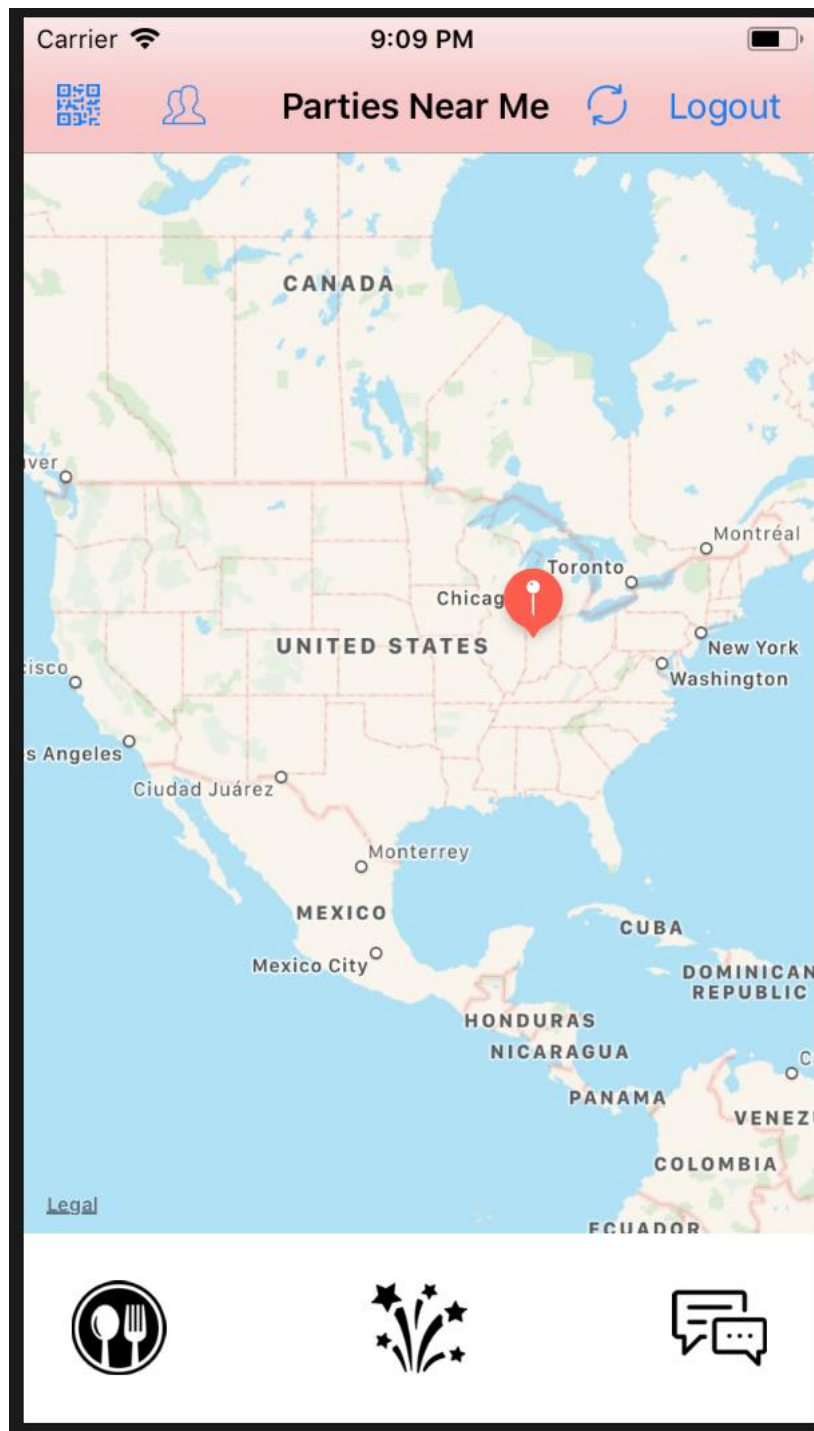 Carrier 9:09 PM
Parties Near Me Logout
CANADA
ver
Montréal
Toronto
Chicag
UNITED STATES
New York
isco
Washington
s Angeles
Ciudad Juárez
Monterrey
MEXICO
CUBA
Mexico City
DOMINICAN
REPUBLIC
HONDURAS
NICARAGUA
C
PANAMA
VENEZ
COLOMBIA
Legal
ECUADOR